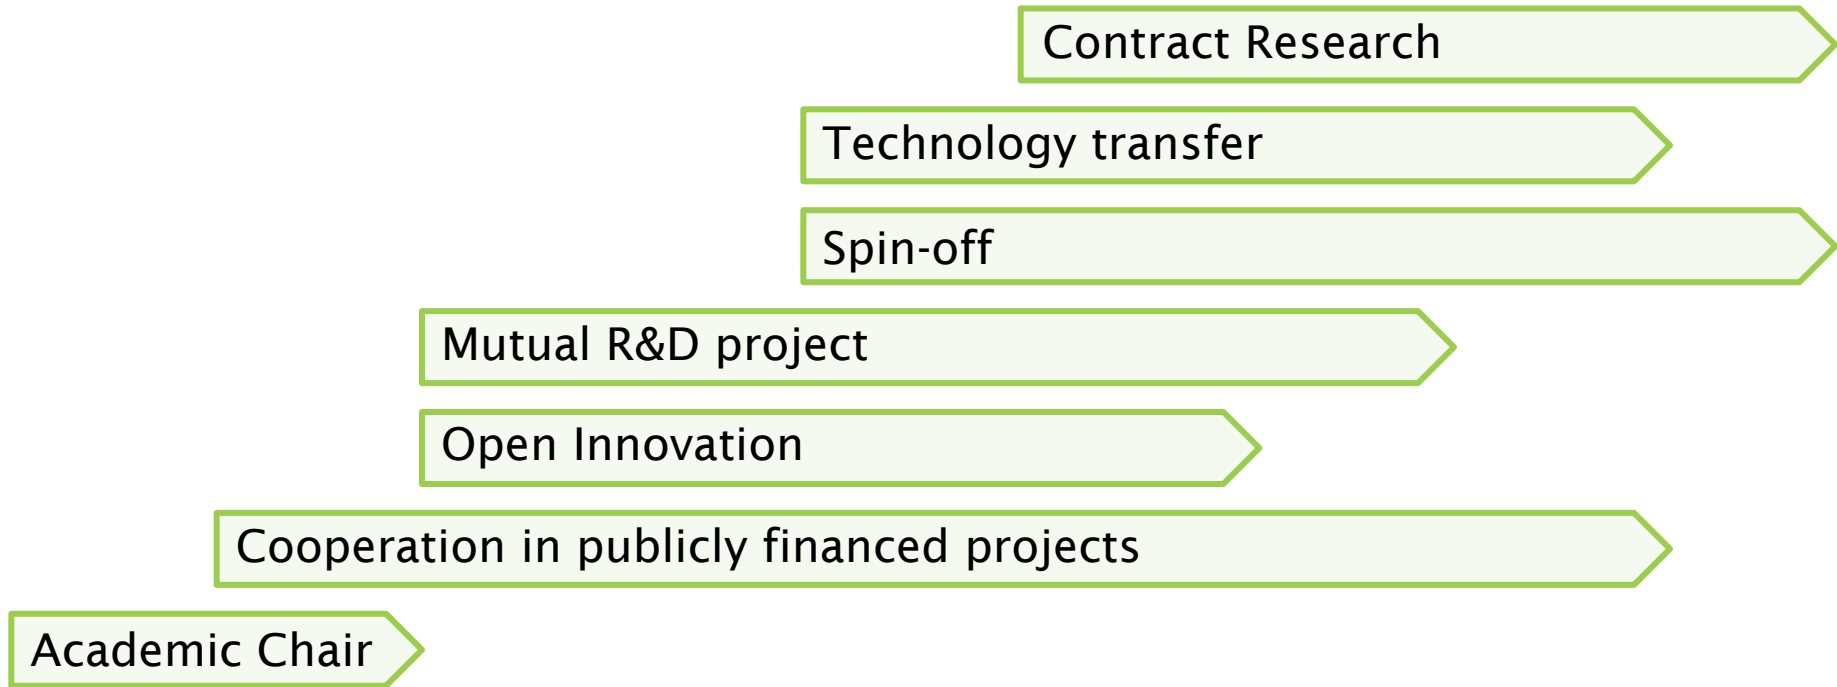 Contract Research
Technology transfer
Spin-off
Mutual R&D project
Open Innovation
Cooperation in publicly financed projects
Academic Chair